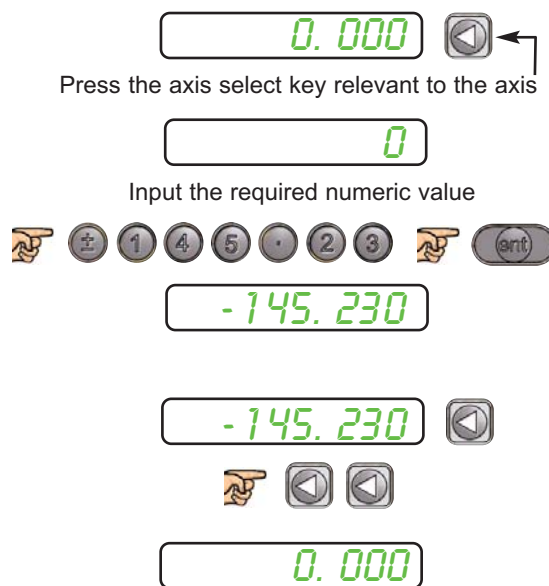 0. 000
Press the axis select key relevant to the axis
0
Input the required numeric value
± 1 4 5 · 2 3 ent
-145. 230
-145. 230
0. 000